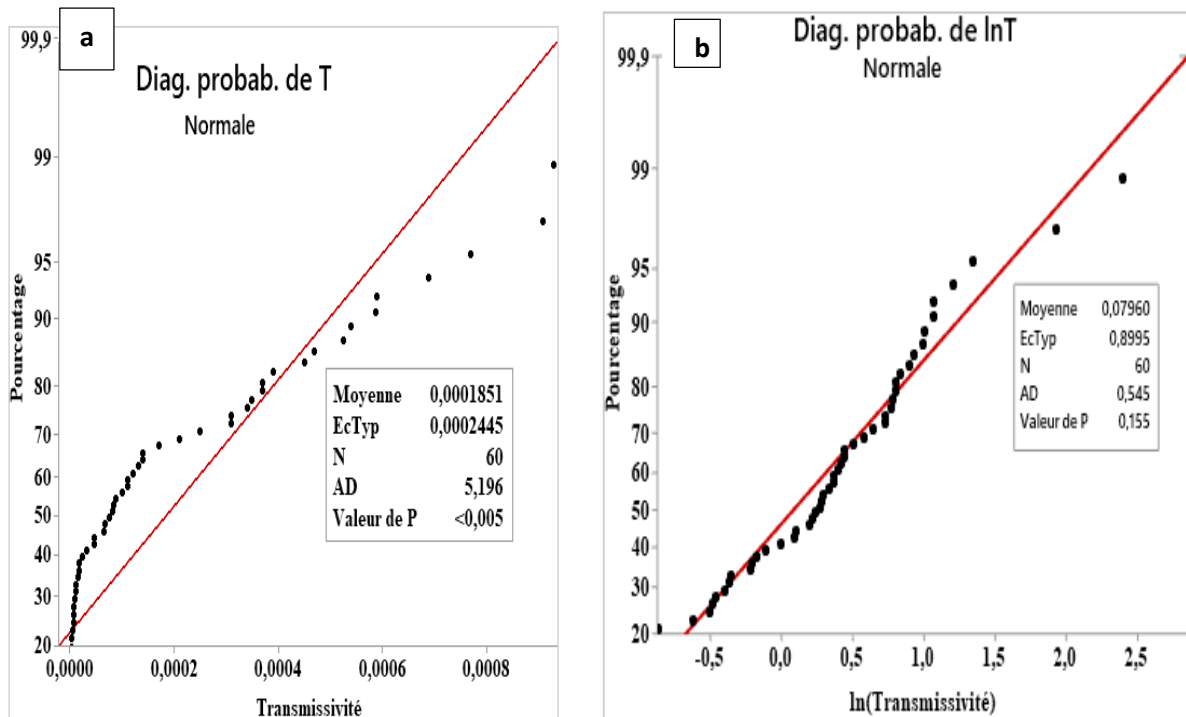 a
Diag. probab. de T
Normale
Pourcentage
99,9
99
95
90
80
70
60
50
40
30
20
Moyenne 0,0001851
EcTyp 0,0002445
N 60
AD 5,196
Valeur de P <0,005
0,0000 0,0002 0,0004 0,0006 0,0008
Transmissivité
b
Diag. probab. de lnT
Normale
Pourcentage
99,9
99
95
90
80
70
60
50
40
30
20
Moyenne 0,07960
EcTyp 0,8995
N 60
AD 0,545
Valeur de P 0,155
-0,5 0,0 0,5 1,0 1,5 2,0 2,5
ln(Transmissivité)